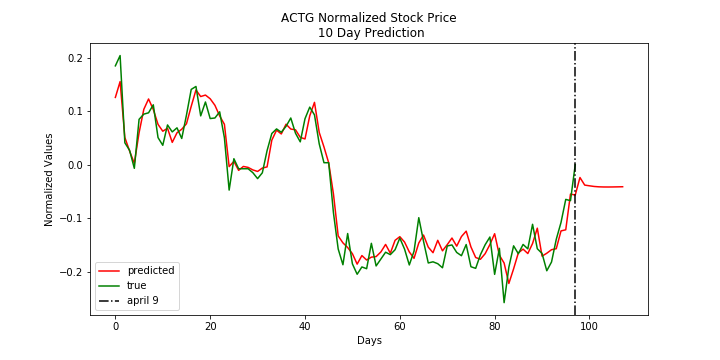 ACTG Normalized Stock Price
10 Day Prediction
Normalized Values
0.2
0.1
0.0
−0.1
−0.2
predicted
true
april 9
0 20 40 60 80 100
Days